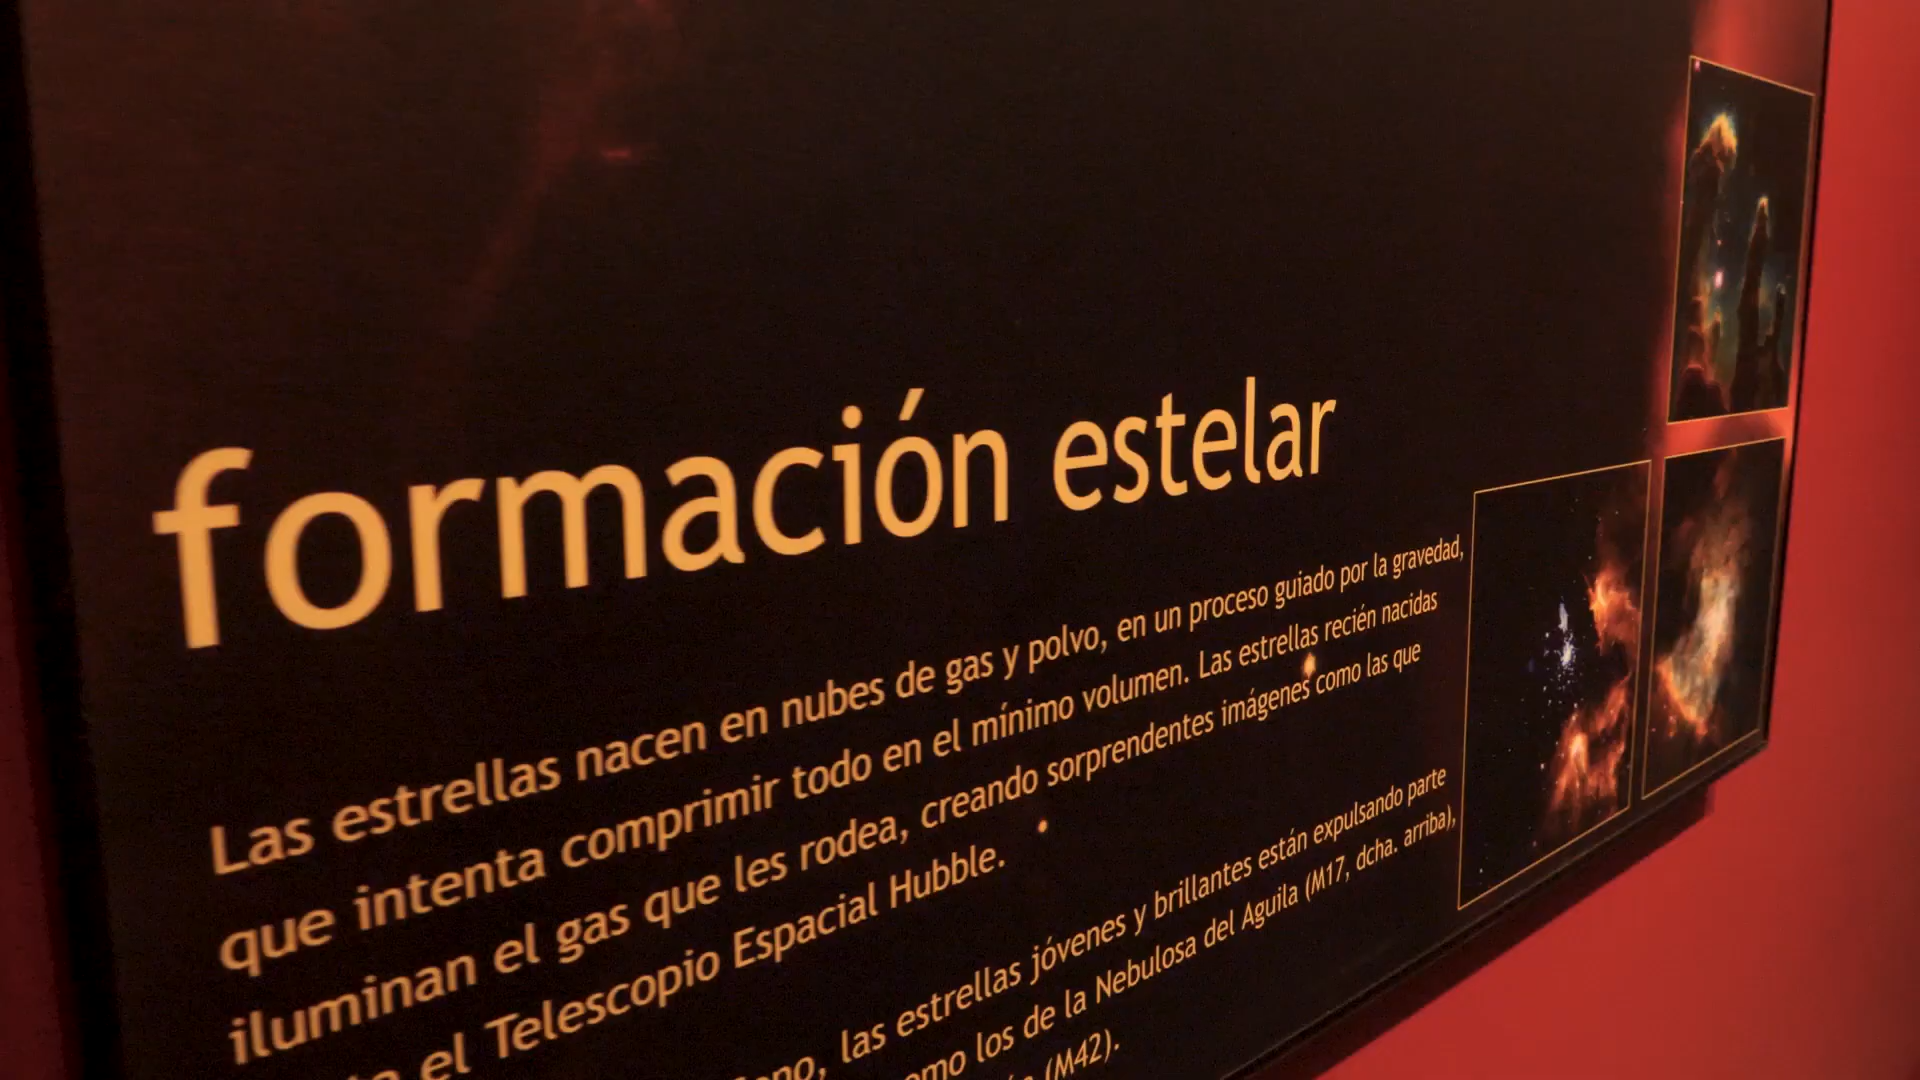 formación estelar
Las estrellas nacen en nubes de gas y polvo, en un proceso guiado por la gravedad,
que intenta comprimir todo en el mínimo volumen. Las estrellas recién nacidas
iluminan el gas que les rodea, creando sorprendentes imágenes como las que
el Telescopio Espacial Hubble.
las estrellas jóvenes y brillantes están expulsando parte
los de la Nebulosa del Aguila (M17, dcha. arriba),
(M42).